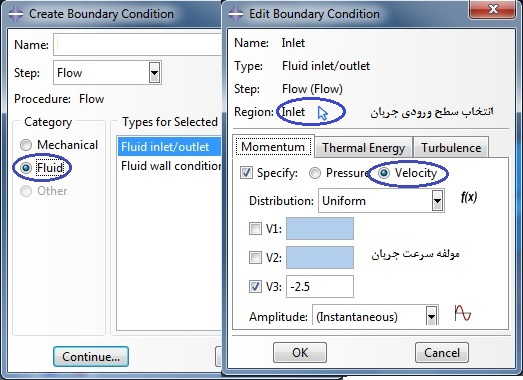 Create Boundary Condition
Name:
Step: Flow
Procedure: Flow
Category
Mechanical
Fluid
Other
Types for Selected
Fluid inlet/outlet
Fluid wall condition
Continue...
Edit Boundary Condition
Name: Inlet
Type: Fluid inlet/outlet
Step: Flow (Flow)
Region: Inlet انتخاب سطح ورودی جریان
Momentum Thermal Energy Turbulence
Specify: Pressure Velocity
Distribution: Uniform f(x)
V1:
V2:
مولفه سرعت جریان
V3: -2.5
Amplitude: (Instantaneous)
OK Cancel